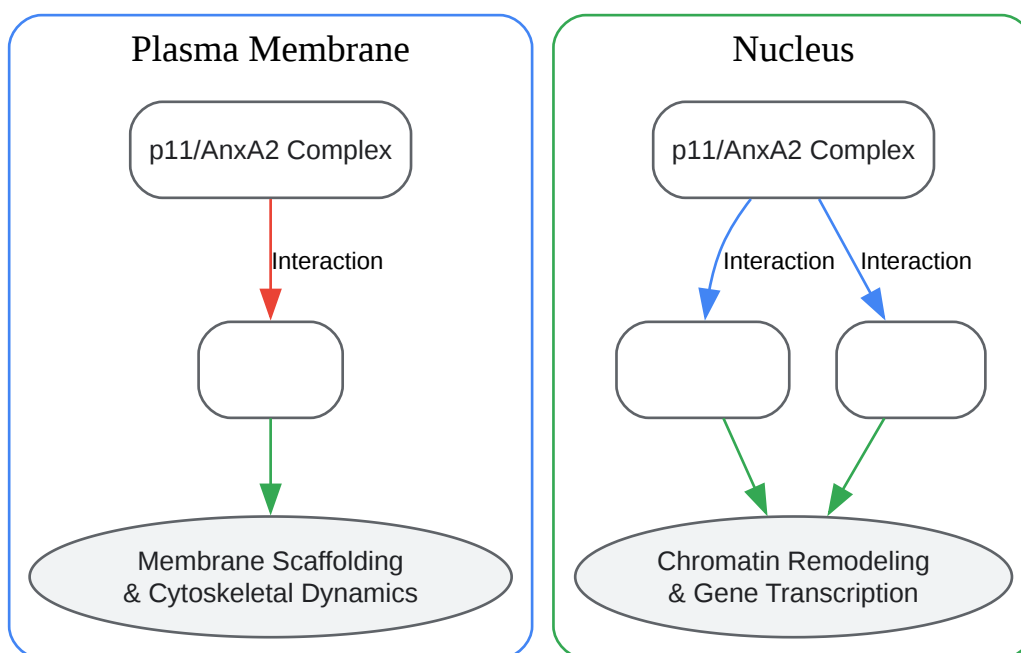 Plasma Membrane
p11/AnxA2 Complex
Interaction
Membrane Scaffolding
& Cytoskeletal Dynamics
Nucleus
p11/AnxA2 Complex
Interaction
Interaction
Chromatin Remodeling
& Gene Transcription